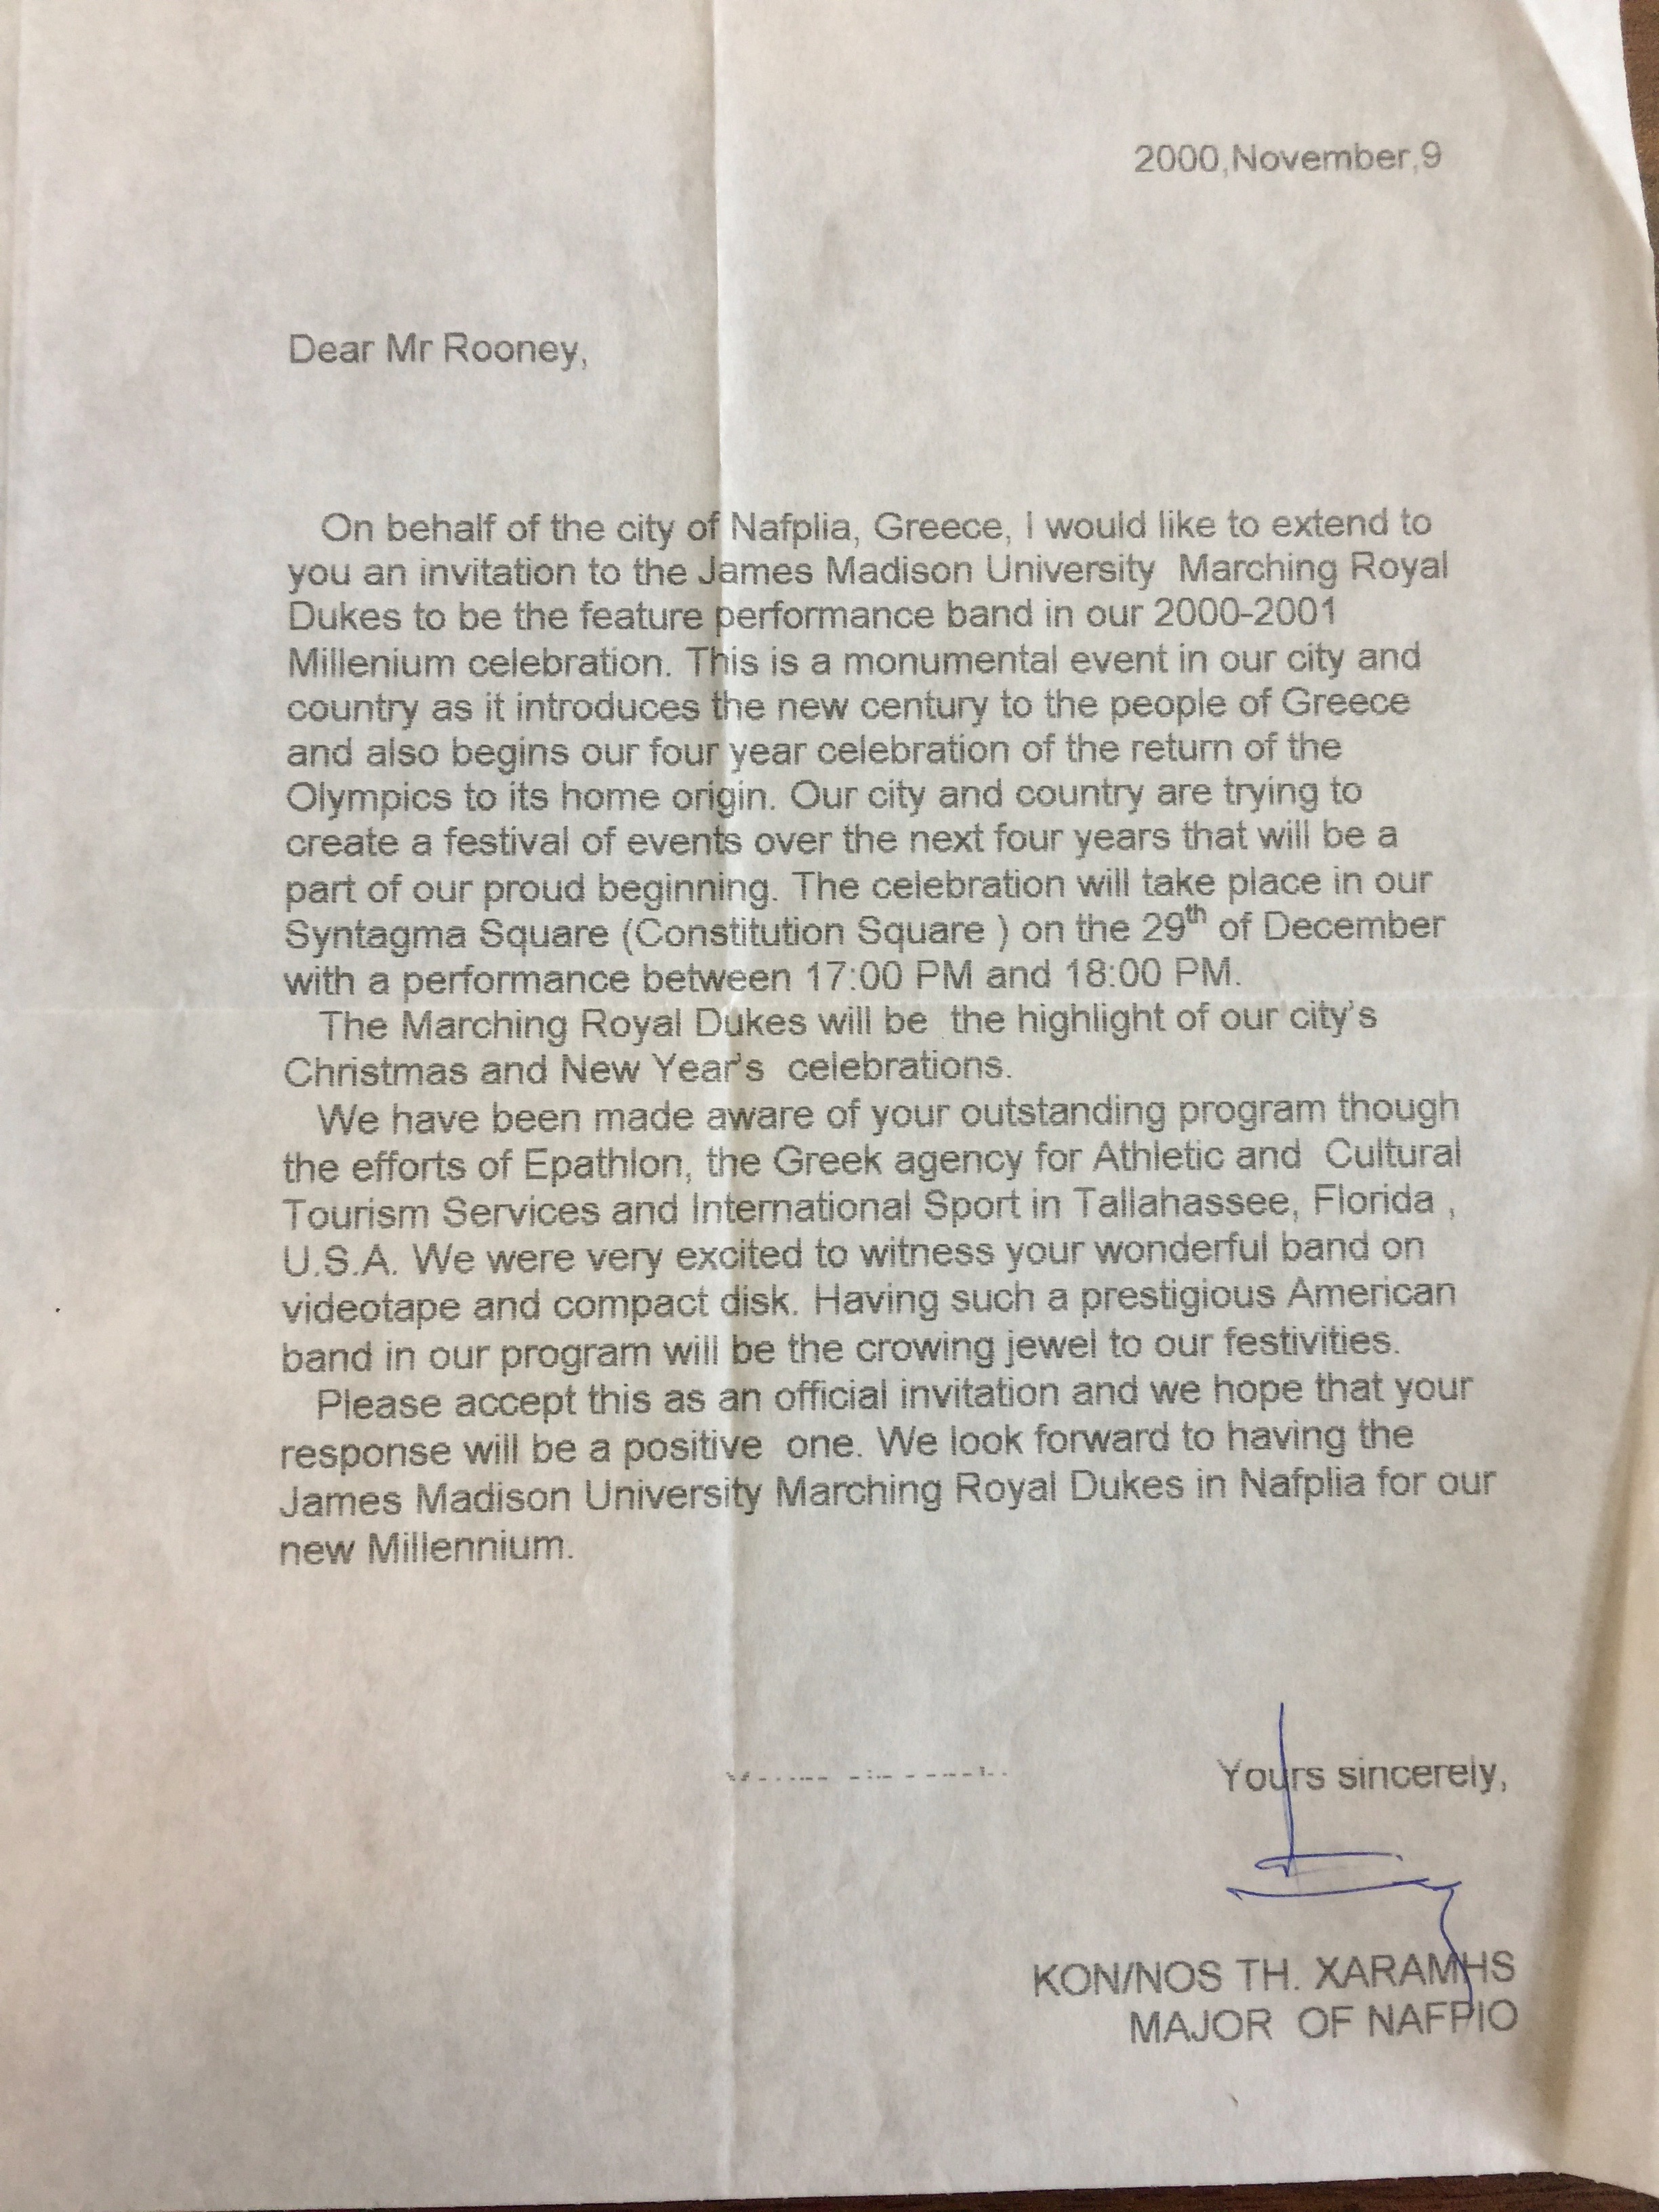 2000,November,9
Dear Mr Rooney,
On behalf of the city of Nafplia, Greece, I would like to extend to
you an invitation to the James Madison University Marching Royal
Dukes to be the feature performance band in our 2000-2001
Millenium celebration. This is a monumental event in our city and
country as it introduces the new century to the people of Greece
and also begins our four year celebration of the return of the
Olympics to its home origin. Our city and country are trying to
create a festival of events over the next four years that will be a
part of our proud beginning. The celebration will take place in our
Syntagma Square (Constitution Square ) on the 29th of December
with a performance between 17:00 PM and 18:00 PM.
The Marching Royal Dukes will be the highlight of our city's
Christmas and New Year's celebrations.
We have been made aware of your outstanding program though
the efforts of Epathlon, the Greek agency for Athletic and Cultural
Tourism Services and International Sport in Tallahassee, Florida ,
U.S.A. We were very excited to witness your wonderful band on
videotape and compact disk. Having such a prestigious American
band in our program will be the crowing jewel to our festivities.
Please accept this as an official invitation and we hope that your
response will be a positive one. We look forward to having the
James Madison University Marching Royal Dukes in Nafplia for our
new Millennium.
Yours sincerely,
KON/NOS TH. XARAMHS
MAJOR OF NAFPIO